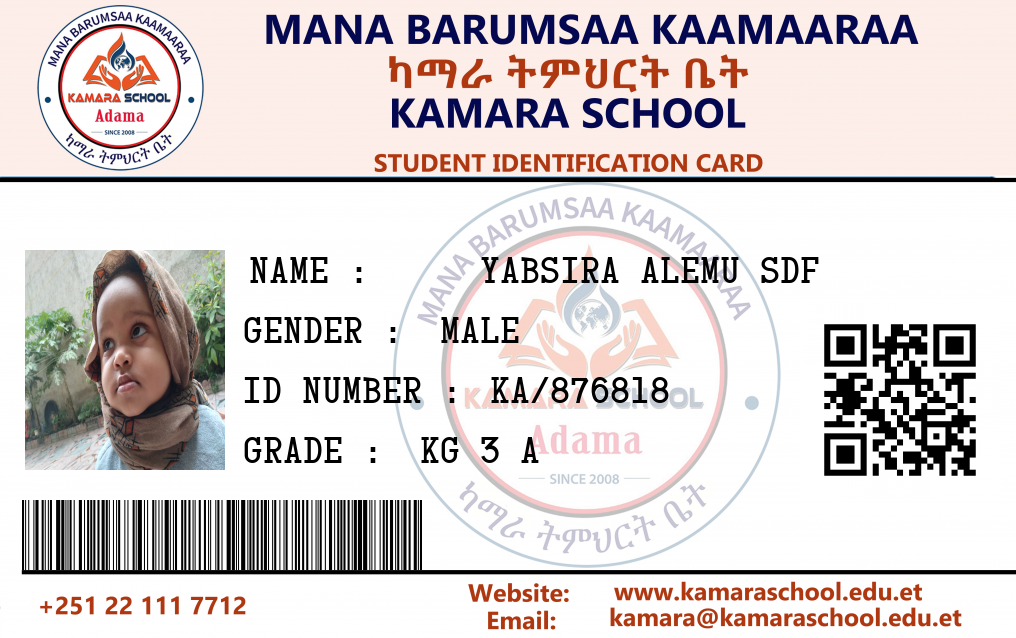 MANA BARUMSAA KAAMAARAA
KAMARA SCHOOL
Adama
SINCE 2008
ካማራ ትምህርት ቤት
MANA BARUMSAA KAAMAARAA
ካማራ ትምህርት ቤት
KAMARA SCHOOL
STUDENT IDENTIFICATION CARD
MANA BARUMSAA KAAMAARAA
NAME : YABSIRA ALEMU SDF
GENDER : MALE
ID NUMBER : KA/876818
KAMARA SCHOOL
GRADE : KG 3 A
Adama
SINCE 2008
ካማራ ትምህርት ቤት
+251 22 111 7712
Website: www.kamaraschool.edu.et
Email: kamara@kamaraschool.edu.et